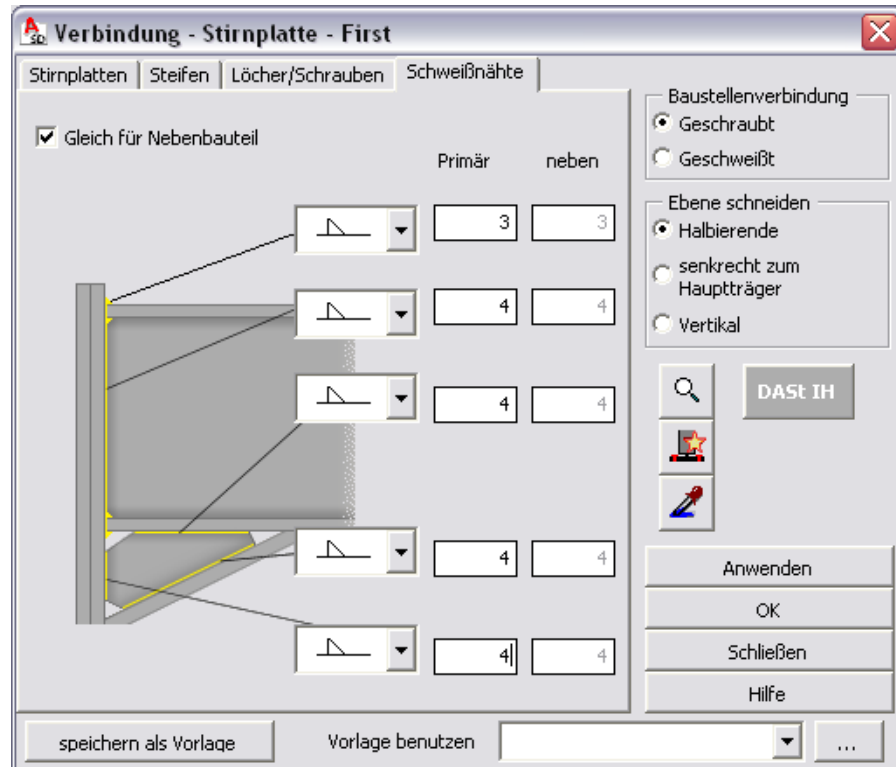 Verbindung - Stirnplatte - First
Stirnplatten
Steifen
Löcher/Schrauben
Schweißnähte
Gleich für Nebenbauteil
Primär
neben
3
3
4
4
4
4
4
4
4
4
Baustellenverbindung
Geschraubt
Geschweißt
Ebene schneiden
Halbierende
senkrecht zum
Hauptträger
Vertikal
DASt IH
Anwenden
OK
Schließen
Hilfe
speichern als Vorlage
Vorlage benutzen
...